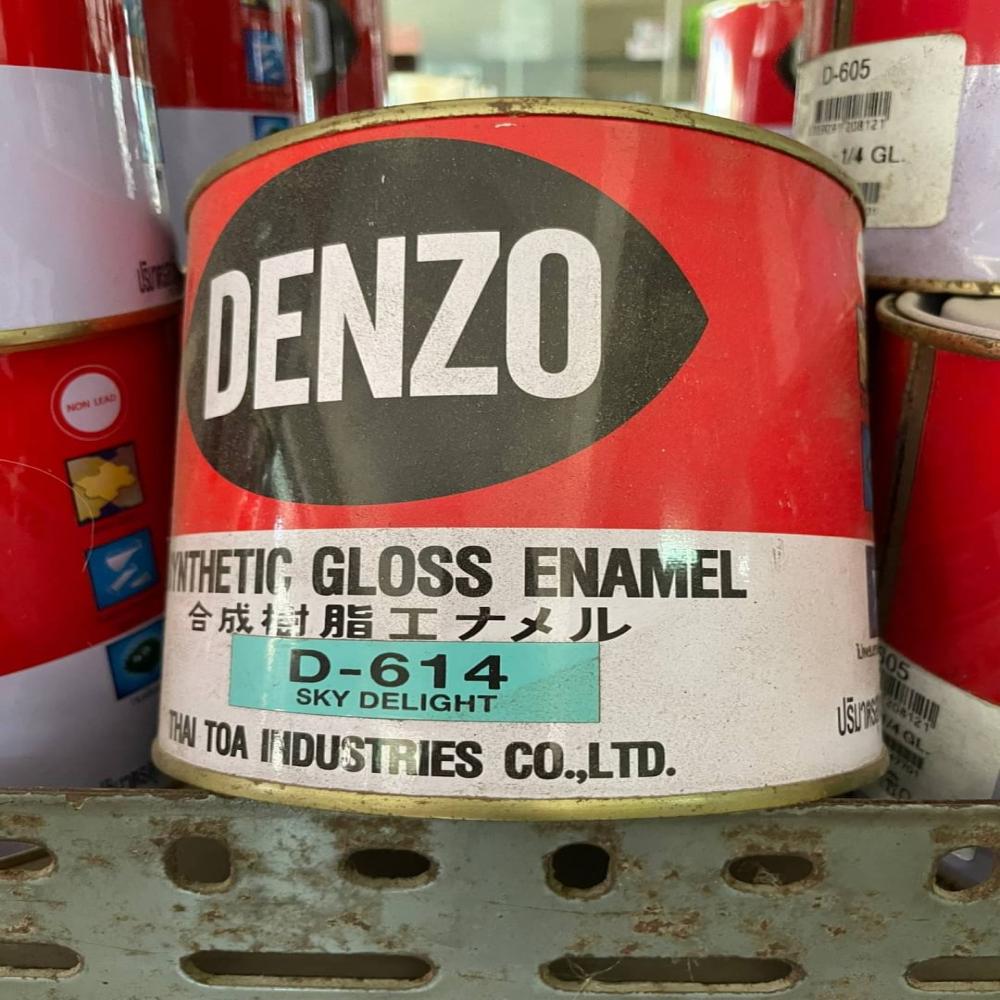 DENZO
SYNTHETIC GLOSS ENAMEL
合成樹脂エナメル
D-614
SKY DELIGHT
THAI TOA INDUSTRIES CO.,LTD.
D-605
1/4 GL.
NON LEAD